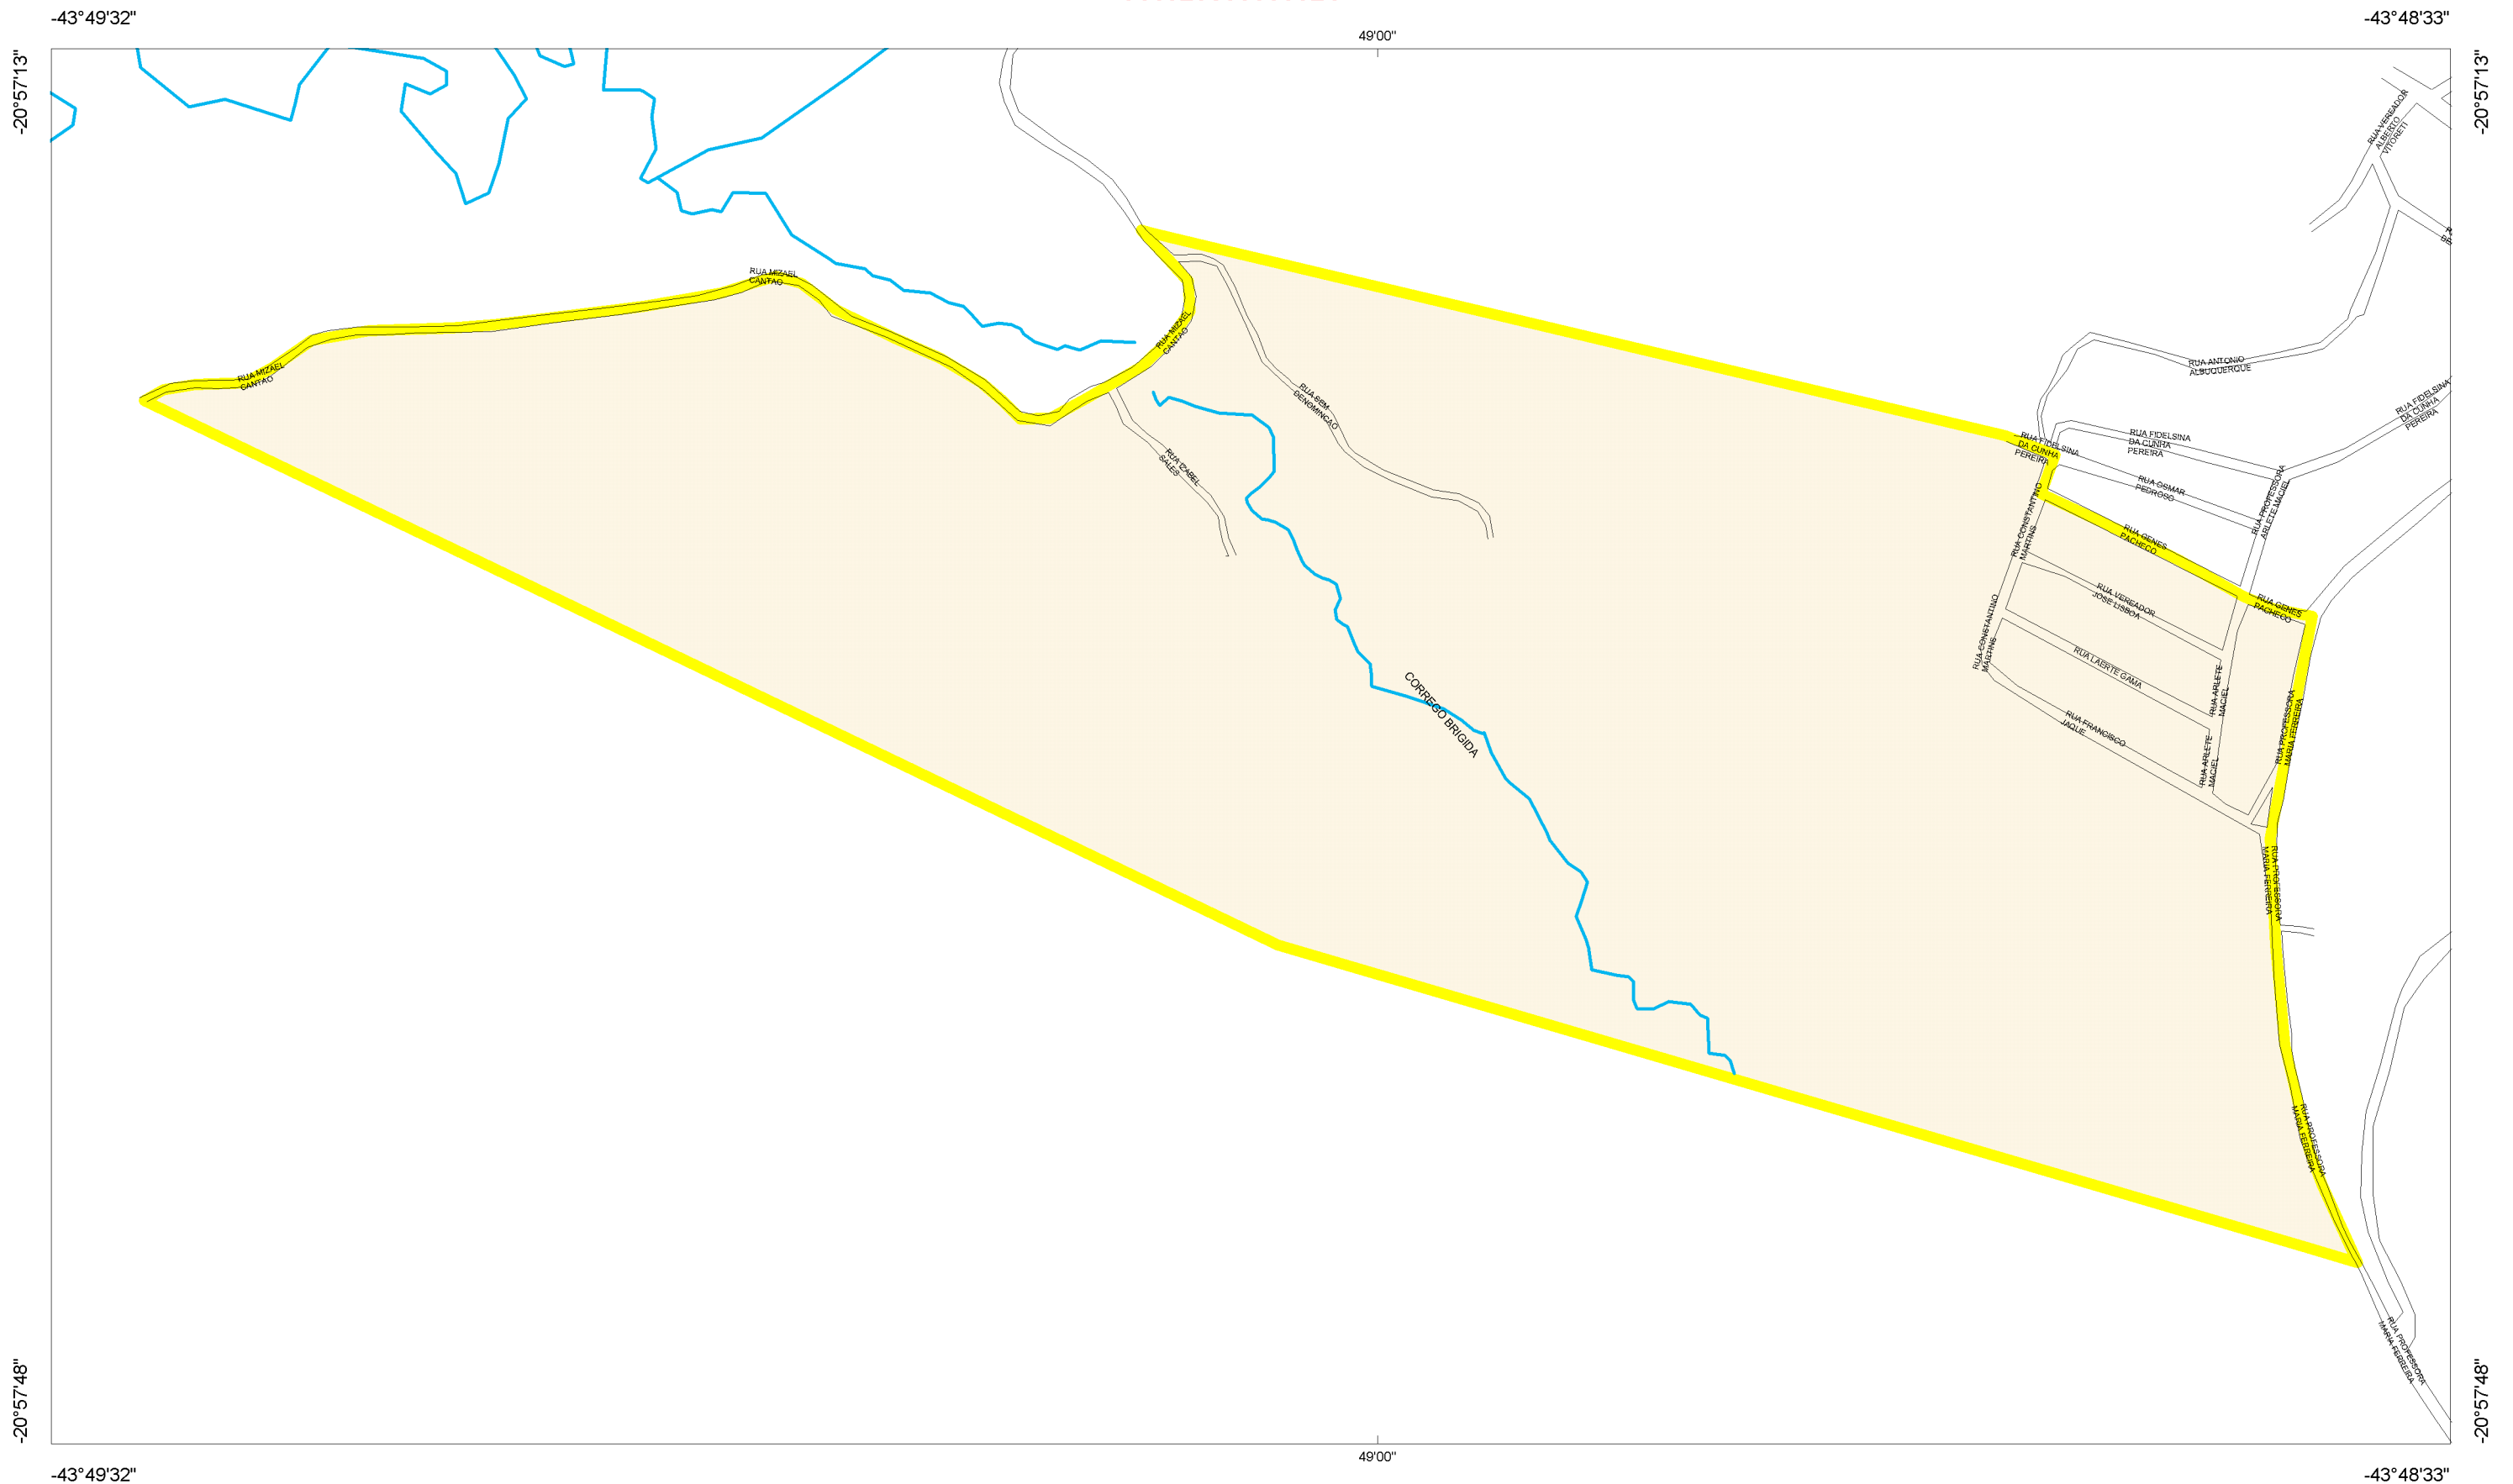 -43°49'32"
-43°48'33"
49'00"
-20°57'13"
-20°57'13"
RUA VEREADOR
ALBERTO
VITORETI
RUA MIZAEL
CANTAO
RUA MIZAEL
CANTAO
RUA MIZAEL
CANTAO
RUA ANTONIO
ALBUQUERQUE
RUA FIDELSINA
DA CUNHA
PEREIRA
RUA SEM
DENOMINCAO
RUA FIDELSINA
DA CUNHA
PEREIRA
RUA FIDELSINA
DA CUNHA
PEREIRA
RUA IZABEL
SALES
RUA OSMAR
PEDROSO
RUA PROFESSORA
ARLETE MACIEL
RUA CONSTANTINO
MARTINS
RUA GENES
PACHECO
RUA VEREADOR
JOSE LISBOA
RUA GENES
PACHECO
RUA CONSTANTINO
MARTINS
RUA LAERTE GAMA
RUA ARLETE
MACIEL
CORREGO BRIGIDA
RUA FRANCISCO
JAQUE
RUA PROFESSORA
MARIA FERREIRA
RUA ARLETE
MACIEL
RUA PROFESSORA
MARIA FERREIRA
RUA PROFESSORA
MARIA FERREIRA
RUA PROFESSORA
MARIA FERREIRA
-20°57'48"
-20°57'48"
49'00"
-43°49'32"
-43°48'33"